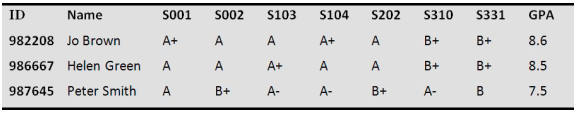 ID Name S001 S002 S103 S104 S202 S310 S331 GPA
982208 Jo Brown A+ A A A+ A B+ B+ 8.6
986667 Helen Green A A A+ A A B+ B+ 8.5
987645 Peter Smith A B+ A- A- B+ A- B 7.5